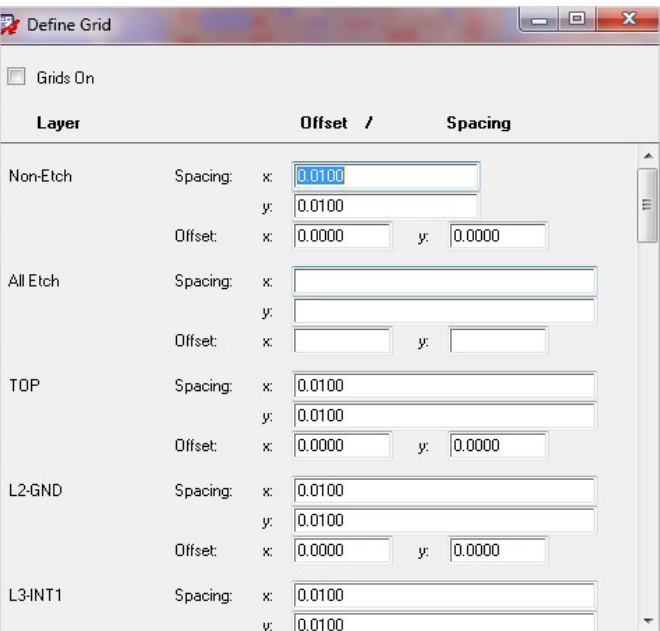 Define Grid
Grids On
Layer Offset / Spacing
Non-Etch Spacing: x: 0.0100
y: 0.0100
Offset: x: 0.0000 y: 0.0000
All Etch Spacing: x:
y:
Offset: x: y:
TOP Spacing: x: 0.0100
y: 0.0100
Offset: x: 0.0000 y: 0.0000
L2-GND Spacing: x: 0.0100
y: 0.0100
Offset: x: 0.0000 y: 0.0000
L3-INT1 Spacing: x: 0.0100
y: 0.0100